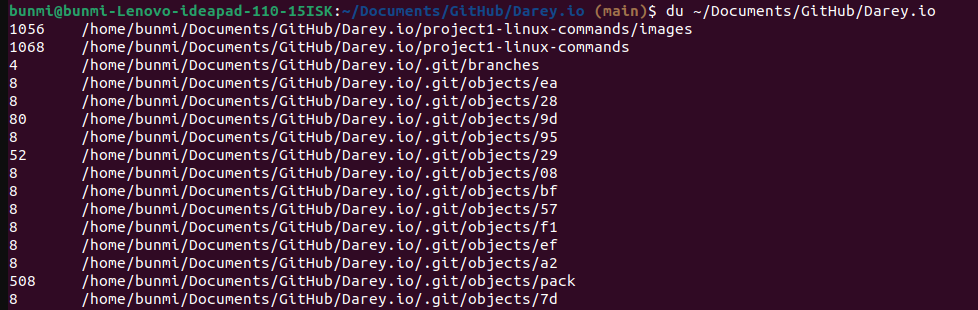 bunmi@bunmi-Lenovo-ideapad-110-15ISK:~/Documents/GitHub/Darey.io (main)$ du ~/Documents/GitHub/Darey.io
1056 /home/bunmi/Documents/GitHub/Darey.io/project1-linux-commands/images
1068 /home/bunmi/Documents/GitHub/Darey.io/project1-linux-commands
4 /home/bunmi/Documents/GitHub/Darey.io/.git/branches
8 /home/bunmi/Documents/GitHub/Darey.io/.git/objects/ea
8 /home/bunmi/Documents/GitHub/Darey.io/.git/objects/28
80 /home/bunmi/Documents/GitHub/Darey.io/.git/objects/9d
8 /home/bunmi/Documents/GitHub/Darey.io/.git/objects/95
52 /home/bunmi/Documents/GitHub/Darey.io/.git/objects/29
8 /home/bunmi/Documents/GitHub/Darey.io/.git/objects/08
8 /home/bunmi/Documents/GitHub/Darey.io/.git/objects/bf
8 /home/bunmi/Documents/GitHub/Darey.io/.git/objects/57
8 /home/bunmi/Documents/GitHub/Darey.io/.git/objects/f1
8 /home/bunmi/Documents/GitHub/Darey.io/.git/objects/ef
8 /home/bunmi/Documents/GitHub/Darey.io/.git/objects/a2
508 /home/bunmi/Documents/GitHub/Darey.io/.git/objects/pack
8 /home/bunmi/Documents/GitHub/Darey.io/.git/objects/7d